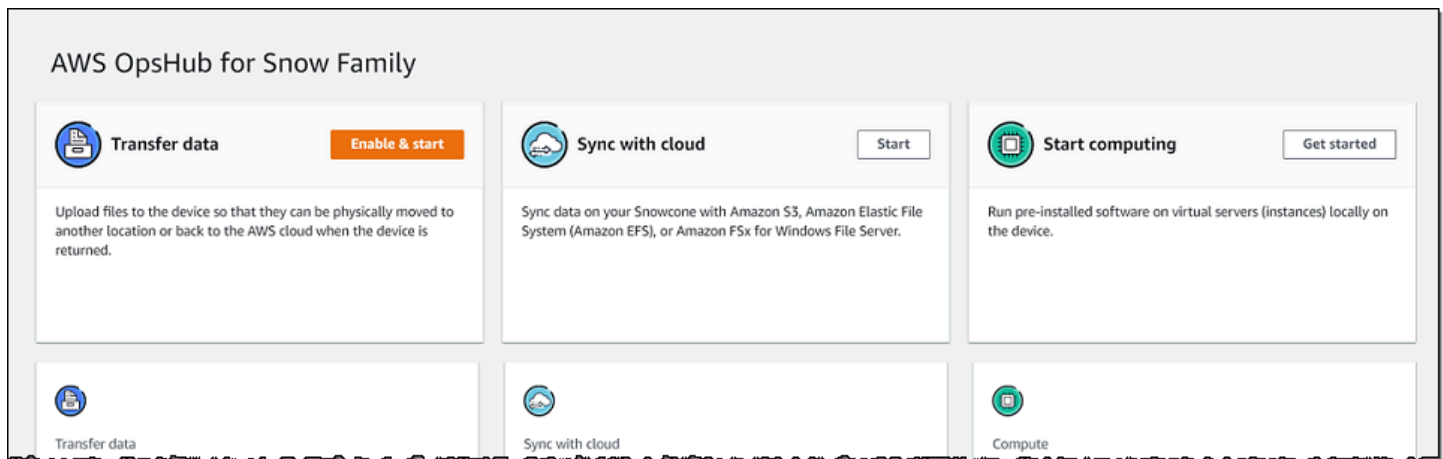 AWS OpsHub for Snow Family
Transfer data
Enable & start
Sync with cloud
Start
Start computing
Get started
Upload files to the device so that they can be physically moved to
another location or back to the AWS cloud when the device is
returned.
Sync data on your Snowcone with Amazon S3, Amazon Elastic File
System (Amazon EFS), or Amazon FSx for Windows File Server.
Run pre-installed software on virtual servers (instances) locally on
the device.
Transfer data
Sync with cloud
Compute